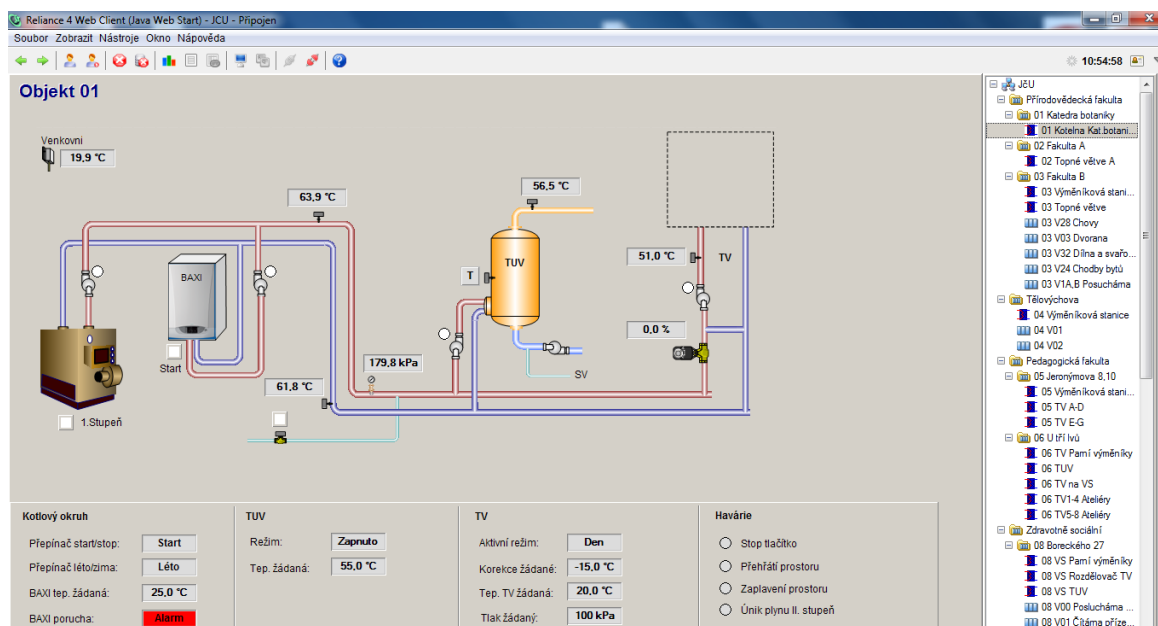 Reliance 4 Web Client (Java Web Start) - JCU - Připojen
Soubor Zobrazit Nástroje Okno Nápověda
10:54:58
Objekt 01
Venkovni
19,9 °C
63,9 °C
56,5 °C
TUV
T
51,0 °C
TV
BAXI
0,0 %
Start
179,8 kPa
SV
61,8 °C
1.Stupeň
Kotlový okruh
Přepínač start/stop: Start
Přepínač léto/zima: Léto
BAXI tep. žádaná: 25,0 °C
BAXI porucha: Alarm
TUV
Režim: Zapnuto
Tep. žádaná: 55,0 °C
TV
Aktivní režim: Den
Korekce žádané: -15,0 °C
Tep. TV žádaná: 20,0 °C
Tlak žádaný: 100 kPa
Havárie
Stop tlačítko
Přehřátí prostoru
Zaplavení prostoru
Únik plynu II. stupeň
JčU
Přírodovědecká fakulta
01 Katedra botaniky
01 Kotelna Kat.botani...
02 Fakulta A
02 Topné větve A
03 Fakulta B
03 Výměníková stani...
03 Topné větve
03 V28 Chovy
03 V03 Dvorana
03 V32 Dílna a svařo...
03 V24 Chodby bytů
03 V1A,B Posucháma
Tělovýchova
04 Výměníková stanice
04 V01
04 V02
Pedagogická fakulta
05 Jeronýmova 8,10
05 Výměníková stani...
05 TV A-D
05 TV E-G
06 U tří lvů
06 TV Parní výměníky
06 TUV
06 TV na VS
06 TV1-4 Ateliéry
06 TV5-8 Ateliéry
Zdravotně sociální
08 Boreckého 27
08 VS Parní výměníky
08 VS Rozdělovač TV
08 VS TUV
08 V00 Poslucháma ...
08 V01 Čítárna příze...